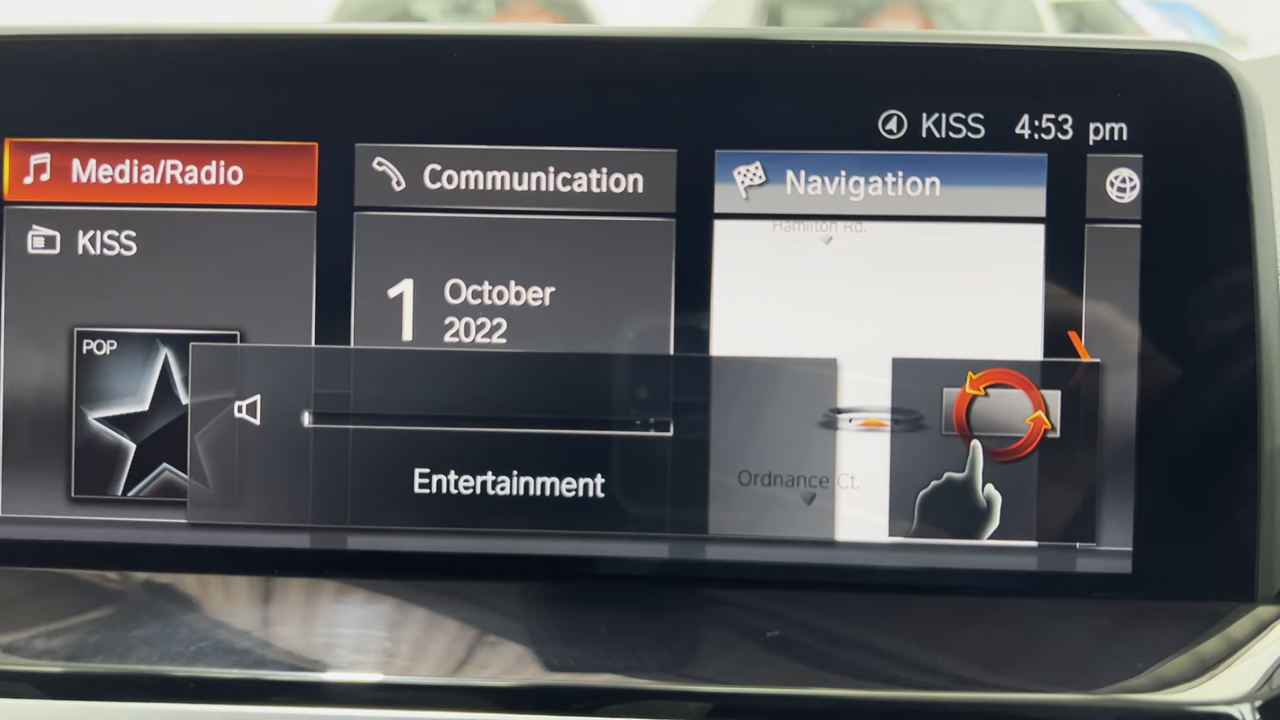 KISS 4:53 pm
Media/Radio
Communication
Navigation
KISS
Hamilton Rd.
1 October
2022
POP
Entertainment
Ordnance Ct.